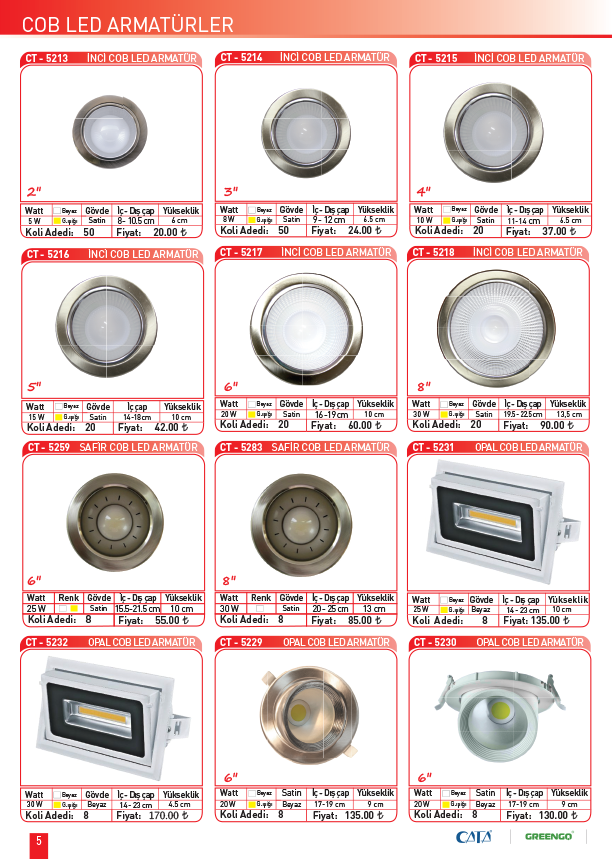 COB LED ARMATÜRLER
CT - 5213 İNCİ COB LED ARMATÜR
2"
Watt Beyaz Gövde İç - Dış çap Yükseklik
5 W G.ışığı Satin 8- 10.5 cm 6 cm
Koli Adedi: 50 Fiyat: 20.00 ₺
CT - 5214 İNCİ COB LED ARMATÜR
3"
Watt Beyaz Gövde İç - Dış çap Yükseklik
8 W G.ışığı Satin 9 - 12 cm 6.5 cm
Koli Adedi: 50 Fiyat: 24.00 ₺
CT - 5215 İNCİ COB LED ARMATÜR
4"
Watt Beyaz Gövde İç - Dış çap Yükseklik
10 W G.ışığı Satin 11-14 cm 6.5 cm
Koli Adedi: 20 Fiyat: 37.00 ₺
CT - 5216 İNCİ COB LED ARMATÜR
5"
Watt Beyaz Gövde İç çap Yükseklik
15 W G.ışığı Satin 14-18cm 10 cm
Koli Adedi: 20 Fiyat: 42.00 ₺
CT - 5217 İNCİ COB LED ARMATÜR
6"
Watt Beyaz Gövde İç - Dış çap Yükseklik
20 W G.ışığı Satin 16-19cm 10 cm
Koli Adedi: 20 Fiyat: 60.00 ₺
CT - 5218 İNCİ COB LED ARMATÜR
8"
Watt Beyaz Gövde İç - Dış çap Yükseklik
30 W G.ışığı Satin 19.5 - 22.5cm 13,5 cm
Koli Adedi: 20 Fiyat: 90.00 ₺
CT - 5259 SAFİR COB LED ARMATÜR
6"
Watt Renk Gövde İç - Dış çap Yükseklik
25 W Satin 15.5-21.5 cm 10 cm
Koli Adedi: 8 Fiyat: 55.00 ₺
CT - 5283 SAFİR COB LED ARMATÜR
8"
Watt Renk Gövde İç - Dış çap Yükseklik
30 W Satin 20 - 25 cm 13 cm
Koli Adedi: 8 Fiyat: 85.00 ₺
CT - 5231 OPAL COB LED ARMATÜR
Watt Beyaz Gövde İç - Dış çap Yükseklik
25 W G.ışığı Beyaz 14 - 23 cm 10 cm
Koli Adedi: 8 Fiyat: 135.00 ₺
CT - 5232 OPAL COB LED ARMATÜR
Watt Beyaz Gövde İç - Dış çap Yükseklik
30 W G.ışığı Beyaz 14 - 23 cm 4.5 cm
Koli Adedi: 8 Fiyat: 170.00 ₺
CT - 5229 OPAL COB LED ARMATÜR
6"
Watt Beyaz Satin İç - Dış çap Yükseklik
20W G.ışığı Beyaz 17-19 cm 9 cm
Koli Adedi: 8 Fiyat: 135.00 ₺
CT - 5230 OPAL COB LED ARMATÜR
6"
Watt Beyaz Satin İç - Dış çap Yükseklik
20W G.ışığı Beyaz 17-19 cm 9 cm
Koli Adedi: 8 Fiyat: 130.00 ₺
5 CATA GREENGO